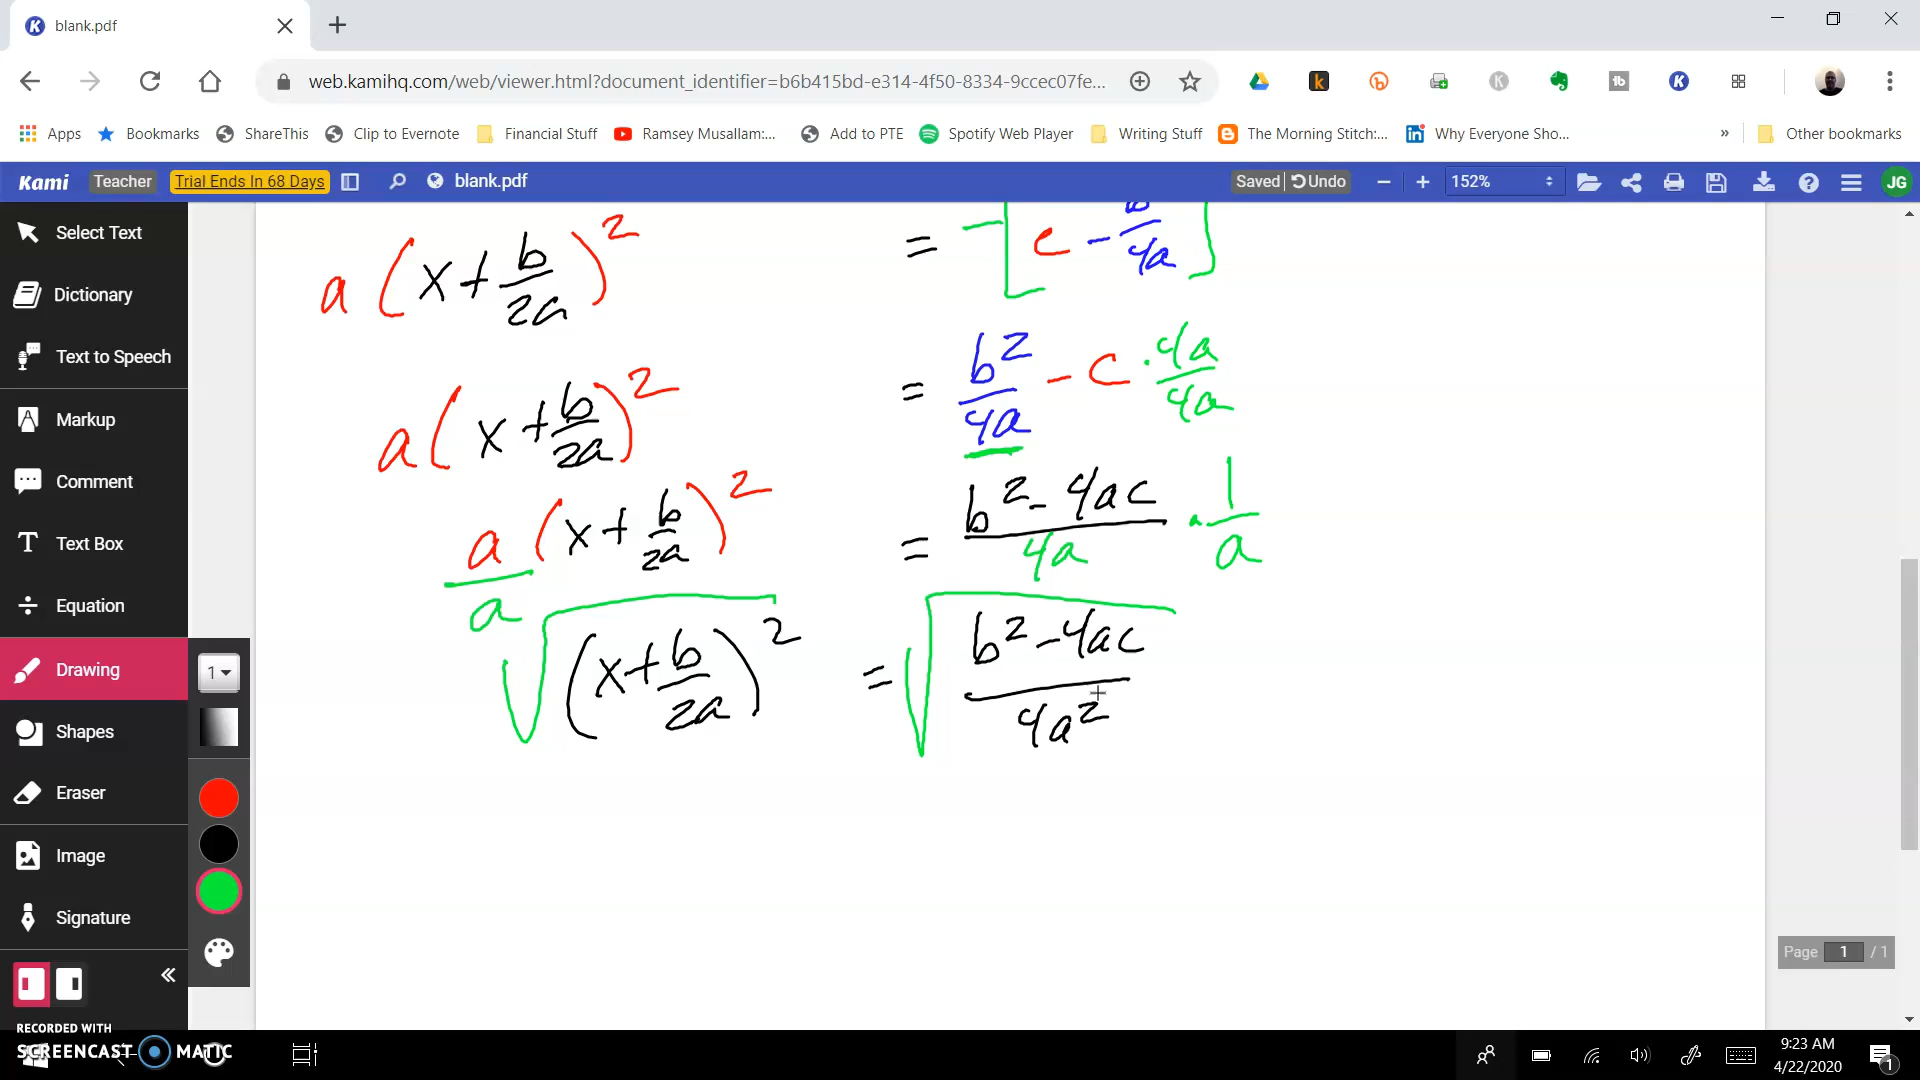 blank.pdf
web.kamihq.com/web/viewer.html?document_identifier=b6b415bd-e314-4f50-8334-9ccec07fe...
Apps Bookmarks ShareThis Clip to Evernote Financial Stuff Ramsey Musallam:... Add to PTE Spotify Web Player Writing Stuff The Morning Stitch:... Why Everyone Sho... » Other bookmarks
Kami Teacher Trial Ends In 68 Days blank.pdf Saved Undo 152% JG
Select Text
Dictionary
Text to Speech
Markup
Comment
Text Box
Equation
Drawing
Shapes
Eraser
Image
Signature
1
a(x+b/2a)² = -[c - b/4a]
a(x+b/2a)² = b²/4a - c · 4a/4a
a/a (x+b/2a)² = b²-4ac/4a · 1/a
√(x+b/2a)² = √b²-4ac/4a²
Page 1 / 1
RECORDED WITH
SCREENCAST MATIC
9:23 AM
4/22/2020
1